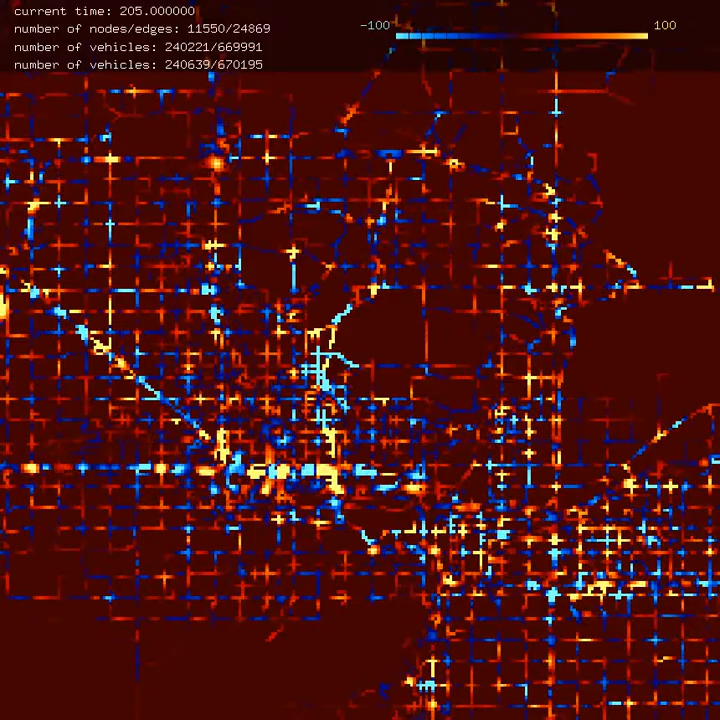 current time: 205.000000
number of nodes/edges: 11550/24869
number of vehicles: 240221/669991
number of vehicles: 240639/670195
-100 100